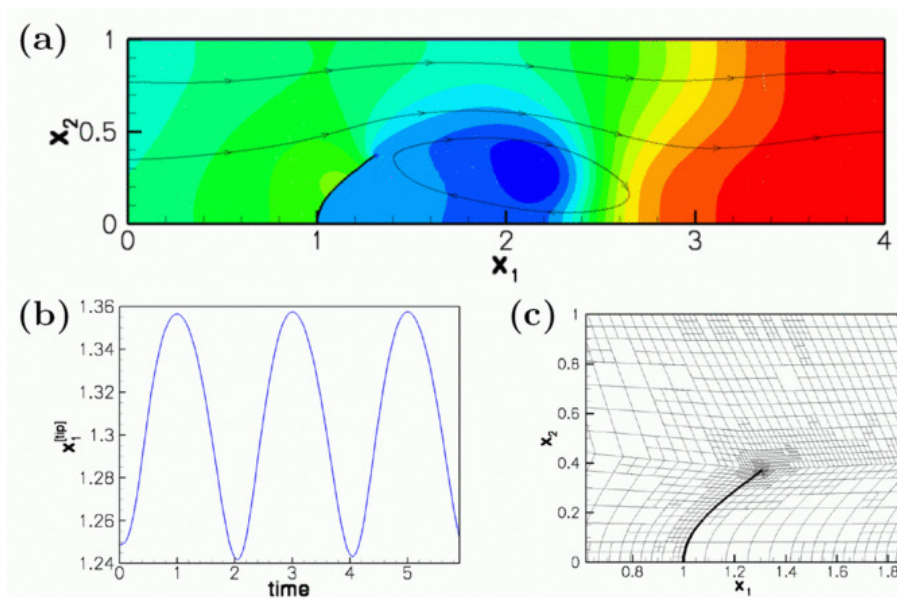 (a)
1
0.5
0
x₂
0 1 2 3 4
x₁
(b)
1.36
1.34
1.32
1.3
1.28
1.26
1.24
x₁[tip]
0 1 2 3 4 5
time
(c)
1
0.8
0.6
0.4
0.2
0
x₂
0.8 1 1.2 1.4 1.6 1.8
x₁